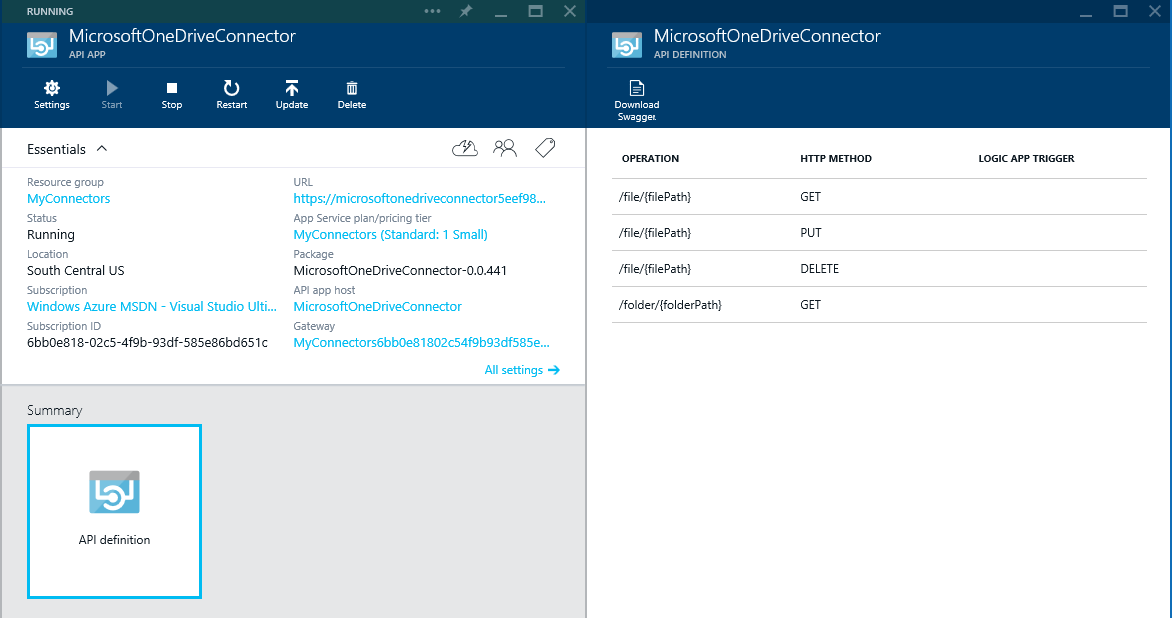 RUNNING
MicrosoftOneDriveConnector
API APP
Settings
Start
Stop
Restart
Update
Delete
Essentials
Resource group
MyConnectors
Status
Running
Location
South Central US
Subscription
Windows Azure MSDN - Visual Studio Ulti...
Subscription ID
6bb0e818-02c5-4f9b-93df-585e86bd651c
URL
https://microsoftonedriveconnector5eef98...
App Service plan/pricing tier
MyConnectors (Standard: 1 Small)
Package
MicrosoftOneDriveConnector-0.0.441
API app host
MicrosoftOneDriveConnector
Gateway
MyConnectors6bb0e81802c54f9b93df585e...
All settings
Summary
API definition
MicrosoftOneDriveConnector
API DEFINITION
Download
Swagger
OPERATION HTTP METHOD LOGIC APP TRIGGER
/file/{filePath} GET
/file/{filePath} PUT
/file/{filePath} DELETE
/folder/{folderPath} GET